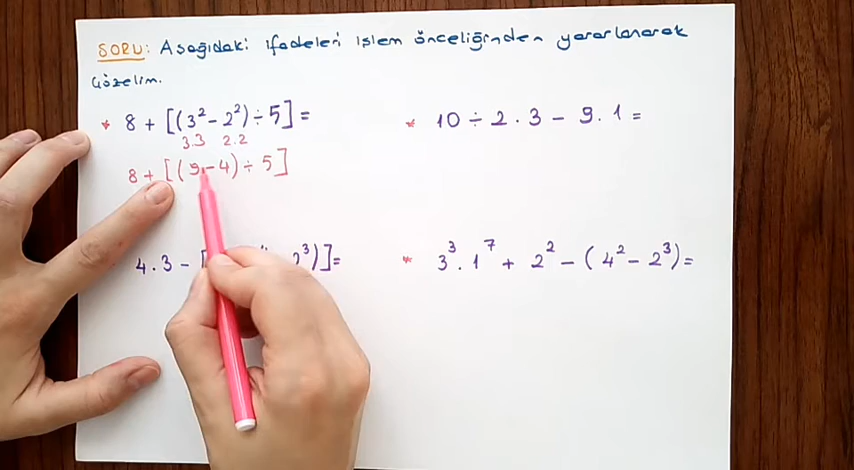 SORU: Aşağıdaki ifadeleri işlem önceliğinden yararlanarak
çözelim.
* 8 + [(3² - 2²) ÷ 5] =
3.3 2.2
8 + [(9 - 4) ÷ 5]
4 . 3 - [ 2³)] =
* 10 ÷ 2 . 3 - 9 . 1 =
* 3³ . 1⁷ + 2² - (4² - 2³) =